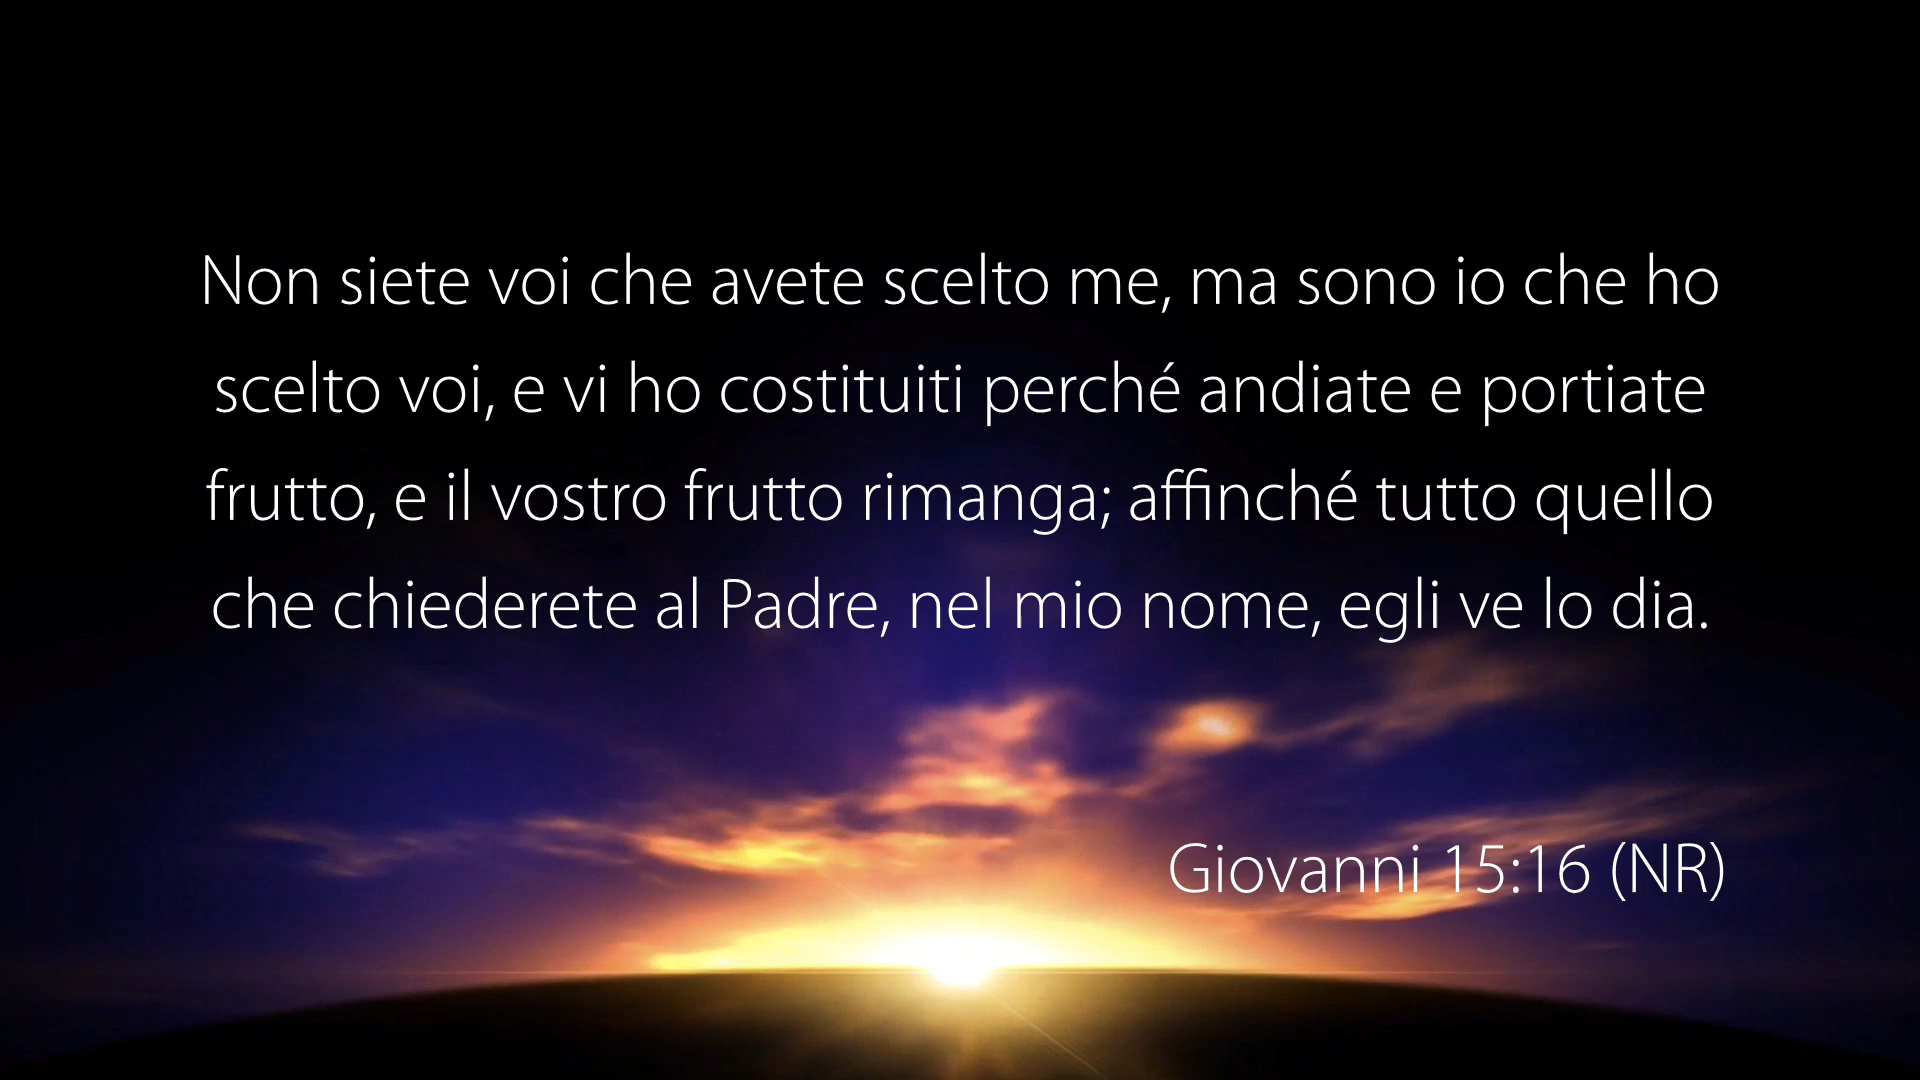 Non siete voi che avete scelto me, ma sono io che ho
scelto voi, e vi ho costituiti perché andiate e portiate
frutto, e il vostro frutto rimanga; affinché tutto quello
che chiederete al Padre, nel mio nome, egli ve lo dia.
Giovanni 15:16 (NR)